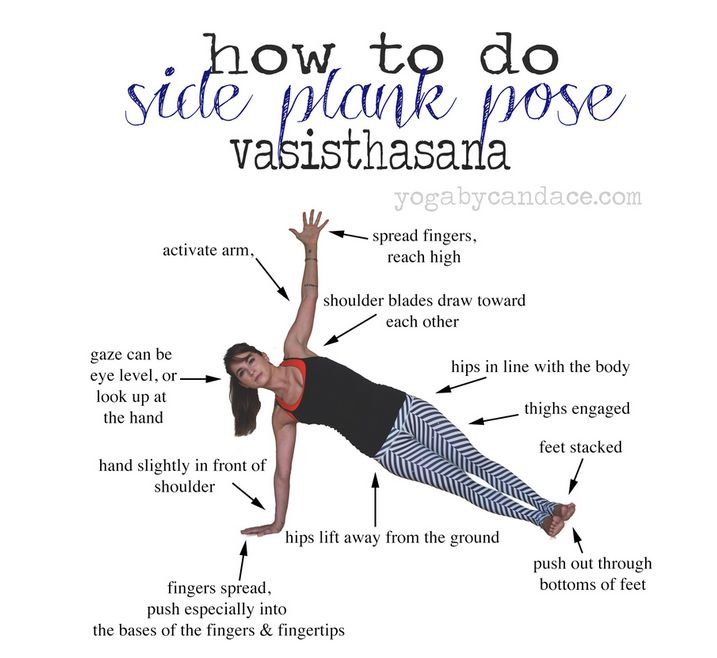 how to do
side plank pose
vasisthasana
yogabycandace.com
activate arm,
spread fingers,
reach high
shoulder blades draw toward
each other
gaze can be
eye level, or
look up at
the hand
hips in line with the body
thighs engaged
feet stacked
hand slightly in front of
shoulder
hips lift away from the ground
push out through
bottoms of feet
fingers spread,
push especially into
the bases of the fingers & fingertips